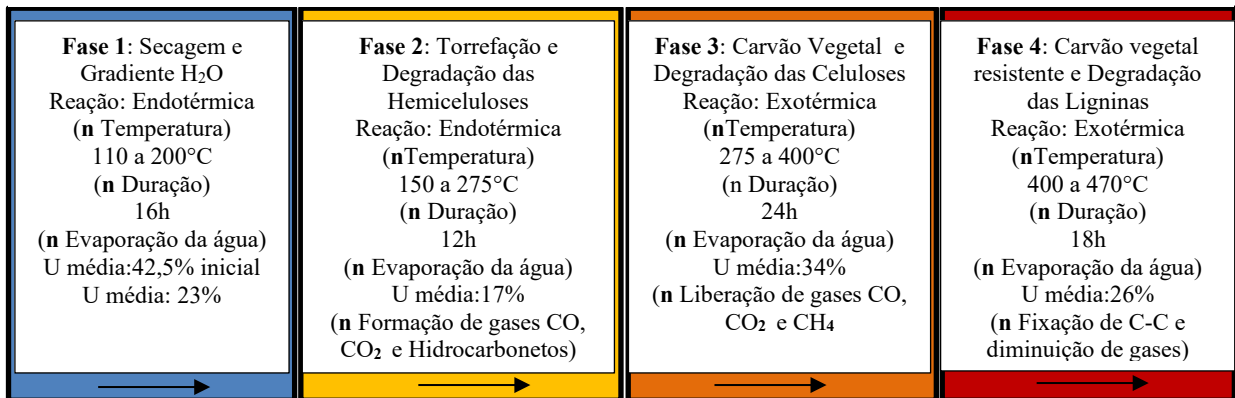 Fase 1: Secagem e
Gradiente H₂O
Reação: Endotérmica
(n Temperatura)
110 a 200°C
(n Duração)
16h
(n Evaporação da água)
U média:42,5% inicial
U média: 23%
Fase 2: Torrefação e
Degradação das
Hemiceluloses
Reação: Endotérmica
(nTemperatura)
150 a 275°C
(n Duração)
12h
(n Evaporação da água)
U média:17%
(n Formação de gases CO,
CO₂ e Hidrocarbonetos)
Fase 3: Carvão Vegetal e
Degradação das Celuloses
Reação: Exotérmica
(nTemperatura)
275 a 400°C
(n Duração)
24h
(n Evaporação da água)
U média:34%
(n Liberação de gases CO,
CO₂ e CH₄
Fase 4: Carvão vegetal
resistente e Degradação
das Ligninas
Reação: Exotérmica
(nTemperatura)
400 a 470°C
(n Duração)
18h
(n Evaporação da água)
U média:26%
(n Fixação de C-C e
diminuição de gases)